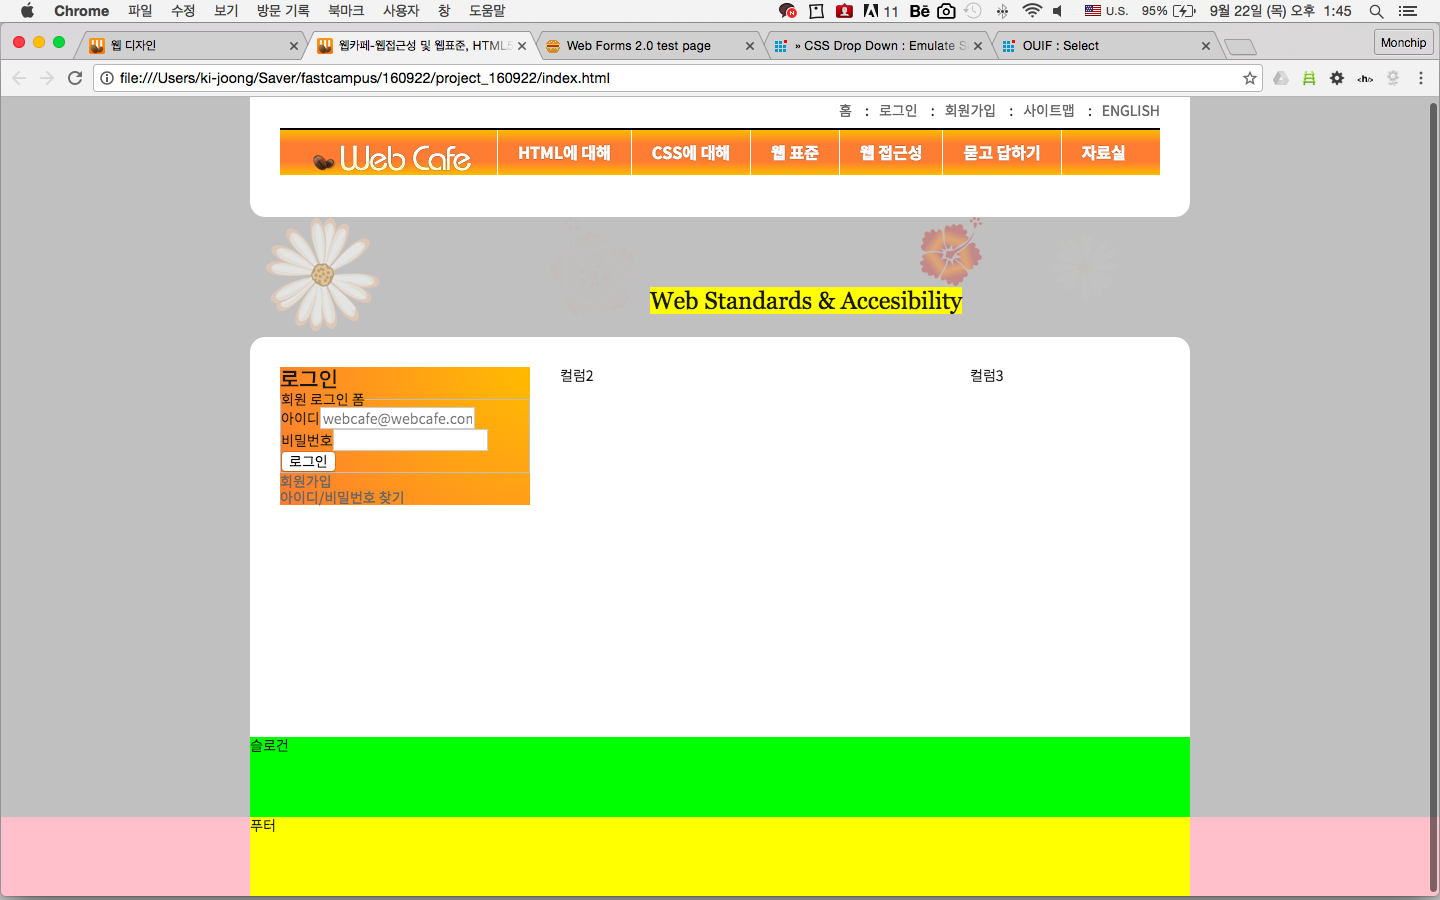 Chrome 파일 수정 보기 방문 기록 북마크 사용자 창 도움말 11 Bē U.S. 95% 9월 22일 (목) 오후 1:45
웹 디자인 웹카페-웹접근성 및 웹표준, HTML5 Web Forms 2.0 test page » CSS Drop Down : Emulate S OUIF : Select Monchip
file:///Users/ki-joong/Saver/fastcampus/160922/project_160922/index.html <h/>
홈 : 로그인 : 회원가입 : 사이트맵 : ENGLISH
Web Cafe HTML에 대해 CSS에 대해 웹 표준 웹 접근성 묻고 답하기 자료실
Web Standards & Accesibility
로그인 컬럼2 컬럼3
회원 로그인 폼
아이디 webcafe@webcafe.con
비밀번호
로그인
회원가입
아이디/비밀번호 찾기
슬로건
푸터